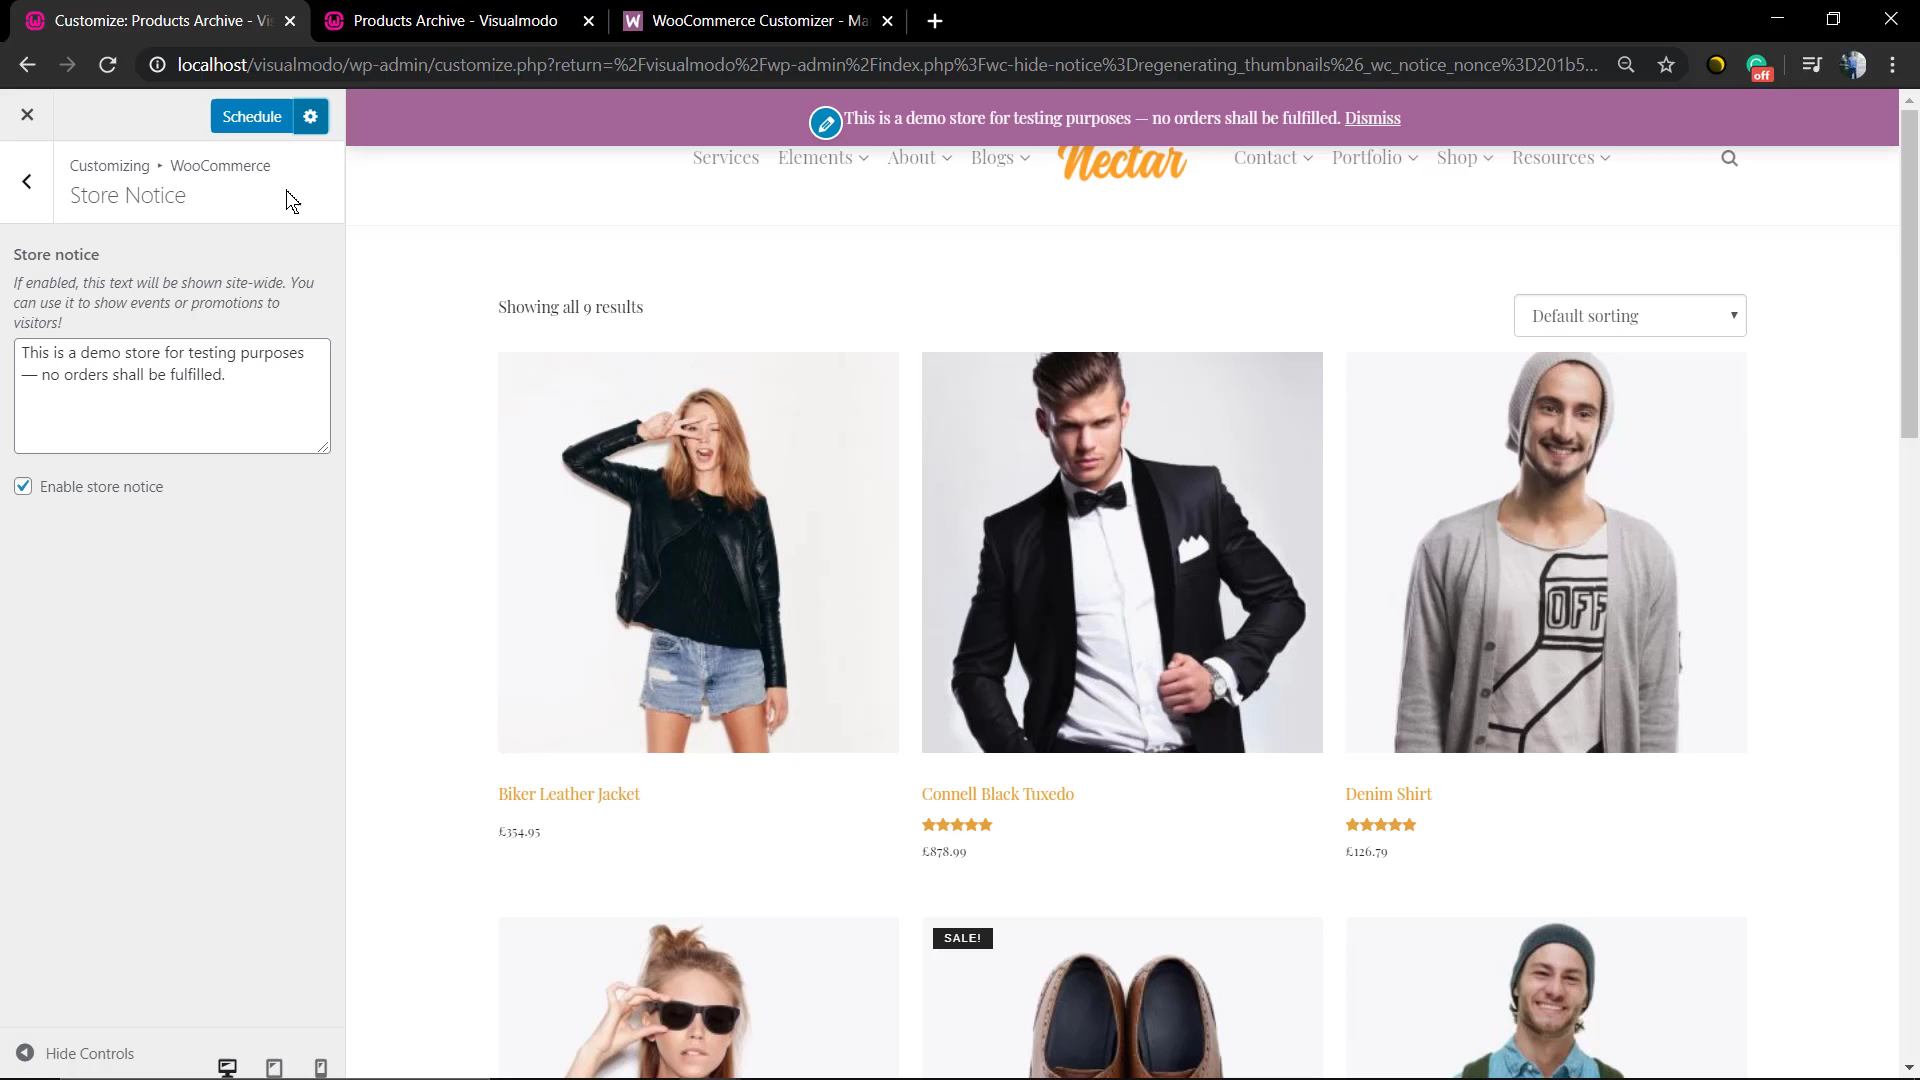 Customize: Products Archive - Vi
Products Archive - Visualmodo
WooCommerce Customizer - Ma
localhost/visualmodo/wp-admin/customize.php?return=%2Fvisualmodo%2Fwp-admin%2Findex.php%3Fwc-hide-notice%3Dregenerating_thumbnails%26_wc_notice_nonce%3D201b5...
off
Schedule
This is a demo store for testing purposes — no orders shall be fulfilled. Dismiss
Customizing ▸ WooCommerce
Store Notice
Services Elements About Blogs Nectar Contact Portfolio Shop Resources
Store notice
If enabled, this text will be shown site-wide. You
can use it to show events or promotions to
visitors!
This is a demo store for testing purposes
— no orders shall be fulfilled.
Enable store notice
Showing all 9 results
Default sorting
OFF
Biker Leather Jacket
£354.95
Connell Black Tuxedo
£878.99
Denim Shirt
£126.79
SALE!
Hide Controls